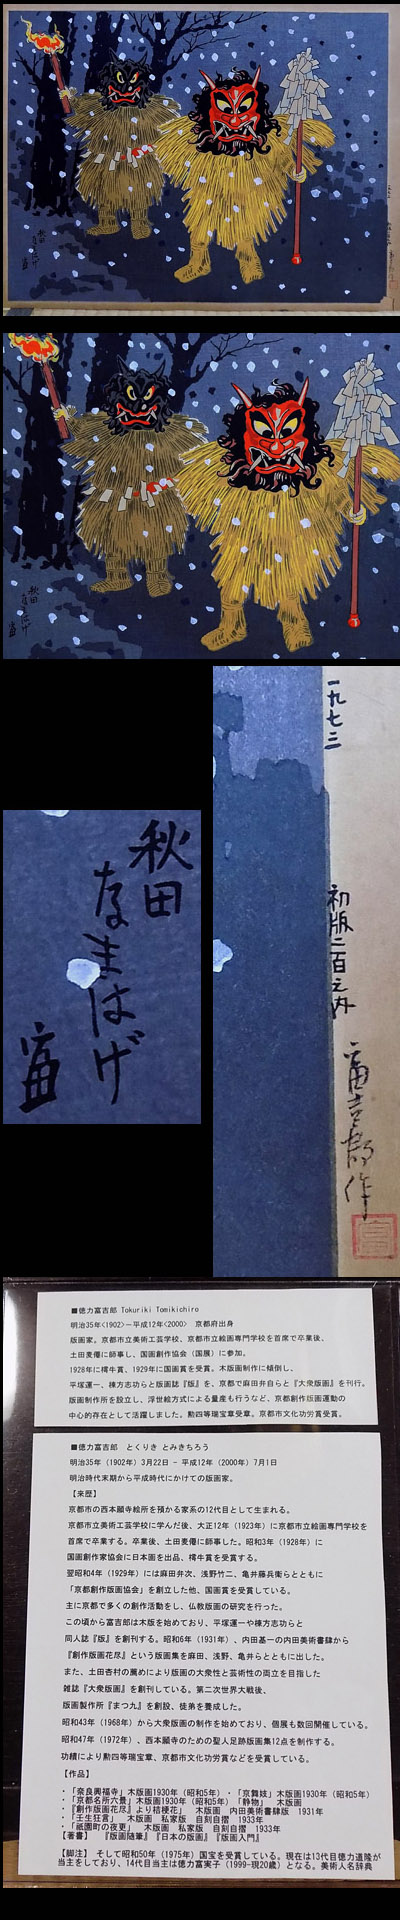 秋田
なまはげ
富
一九七三
初版二百之内
富吉郎作
■徳力富吉郎 Tokuriki Tomikichiro
明治35年<1902>－平成12年<2000>　京都府出身
版画家。京都市立美術工芸学校、京都市立絵画専門学校を首席で卒業後、
土田麦僊に師事し、国画創作協会（国展）に参加。
1928年に樗牛賞、1929年に国画賞を受賞。木版画制作に傾倒し、
平塚運一、棟方志功らと版画誌『版』を、京都で麻田弁自らと『大衆版画』を刊行。
版画制作所を設立し、浮世絵方式による量産も行うなど、京都創作版画運動の
中心的存在として活躍しました。勲四等瑞宝章受章。京都市文化功労賞受賞。
■徳力富吉郎　とくりき とみきちろう
明治35年（1902年）3月22日 - 平成12年（2000年）7月1日
明治時代末期から平成時代にかけての版画家。
【来歴】
京都市の西本願寺絵所を預かる家系の12代目として生まれる。
京都市立美術工芸学校に学んだ後、大正12年（1923年）に京都市立絵画専門学校を
首席で卒業する。卒業後、土田麦僊に師事した。昭和3年（1928年）に
国画創作家協会に日本画を出品、樗牛賞を受賞する。
翌昭和4年（1929年）には麻田弁次、浅野竹二、亀井藤兵衛らとともに
「京都創作版画協会」を創立した他、国画賞を受賞している。
主に京都で多くの創作活動をし、仏教版画の研究を行った。
この頃から富吉郎は木版を始めており、平塚運一や棟方志功らと
同人誌『版』を創刊する。昭和6年（1931年）、内田基一の内田美術書肆から
『創作版画花尽』という版画集を麻田、浅野、亀井らとともに出した。
また、土田杏村の薦めにより版画の大衆性と芸術性の両立を目指した
雑誌『大衆版画』を創刊している。第二次世界大戦後、
版画製作所『まつ九』を創設、徒弟を養成した。
昭和43年（1968年）から大衆版画の制作を始めており、個展も数回開催している。
昭和47年（1972年）、西本願寺のための聖人足跡版画集12点を制作する。
功績により勲四等瑞宝章、京都市文化功労賞などを受賞している。
【作品】
・「奈良興福寺」木版画1930年（昭和5年）・「京舞妓」木版画1930年（昭和5年）
・「京都名所六景」木版画1930年（昭和5年）「静物」　木版画
・『創作版画花尽』より桔梗花」　木版画　内田美術書肆版　1931年
・「壬生狂言」　木版画　私家版　自刻自摺　1933年
・「祇園町の夜更」　木版画　私家版　自刻自摺　1933年
【著書】　『版画随筆』『日本の版画』『版画入門』
【脚注】　そして昭和50年（1975年）国宝を受賞している。現在は13代目徳力道隆が
当主をしており、14代目当主は徳力富実子（1999-現20歳）となる。美術人名辞典